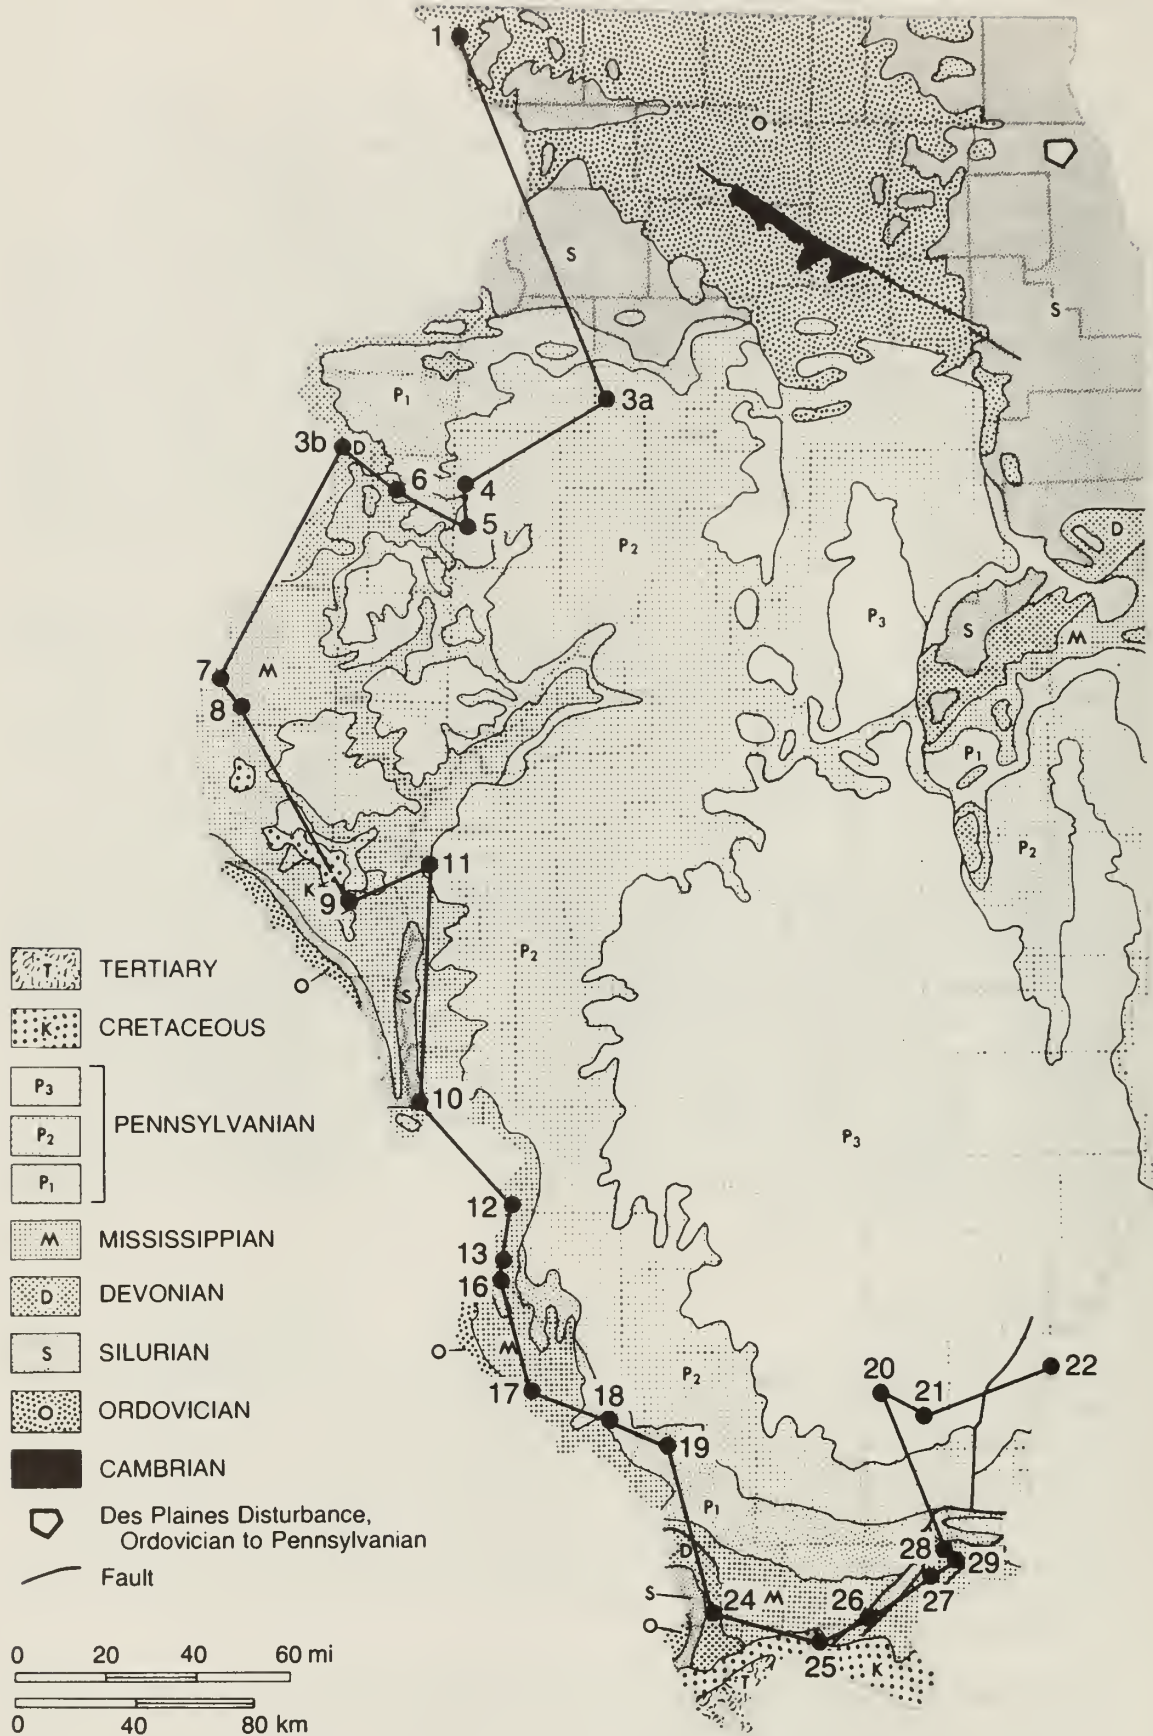 1
O
S
S
P₁
3a
3b
D
6
4
5
P₂
D
P₃
S
M
7
M
8
P₁
P₂
11
K
9
P₂
O
S
10
P₃
12
13
16
O
M
17
18
P₂
19
20
21
22
P₁
D
28
29
27
S
24
M
26
O
25
K
T
T TERTIARY
K CRETACEOUS
P₃
P₂ PENNSYLVANIAN
P₁
M MISSISSIPPIAN
D DEVONIAN
S SILURIAN
O ORDOVICIAN
CAMBRIAN
Des Plaines Disturbance,
Ordovician to Pennsylvanian
Fault
0 20 40 60 mi
0 40 80 km